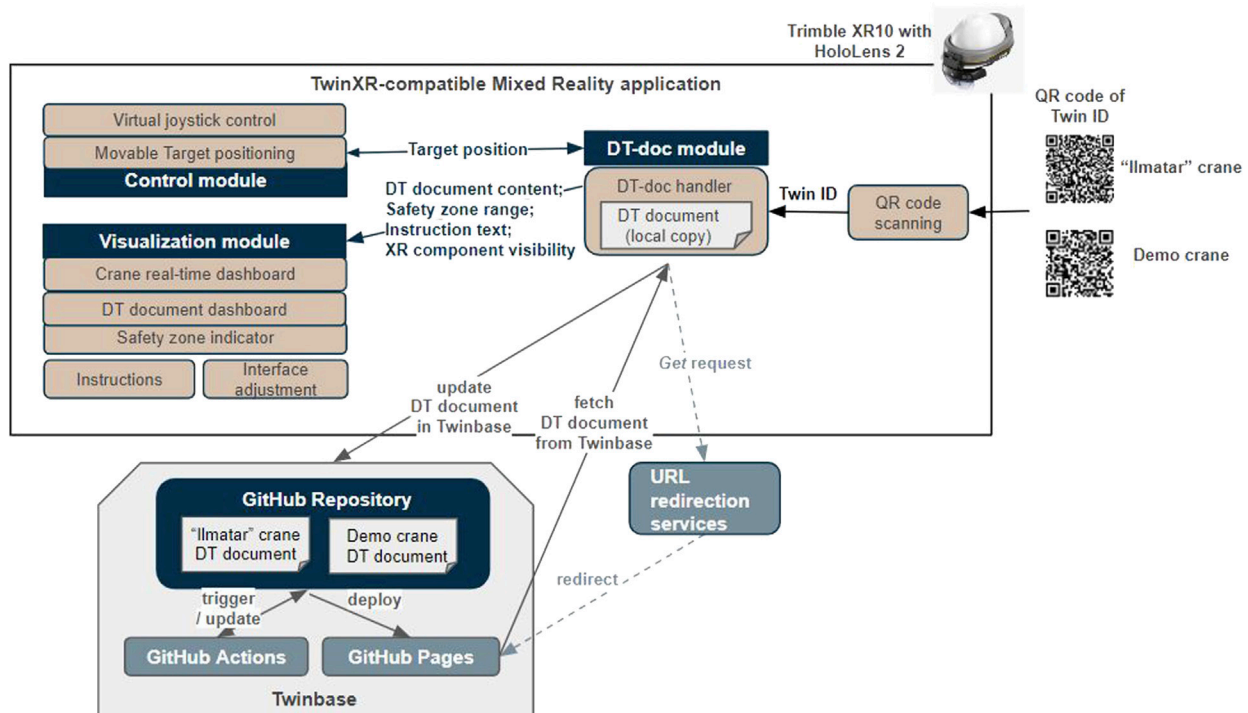 Trimble XR10 with
HoloLens 2
TwinXR-compatible Mixed Reality application
QR code of
Twin ID
Virtual joystick control
Movable Target positioning
Control module
Target position
DT-doc module
"Ilmatar" crane
DT document content;
Safety zone range;
Instruction text;
XR component visibility
DT-doc handler
DT document
(local copy)
Twin ID
QR code
scanning
Visualization module
Crane real-time dashboard
DT document dashboard
Safety zone indicator
Instructions
Interface
adjustment
Demo crane
Get request
update
DT document
in Twinbase
fetch
DT document
from Twinbase
URL
redirection
services
GitHub Repository
"Ilmatar" crane
DT document
Demo crane
DT document
trigger
/ update
deploy
redirect
GitHub Actions
GitHub Pages
Twinbase